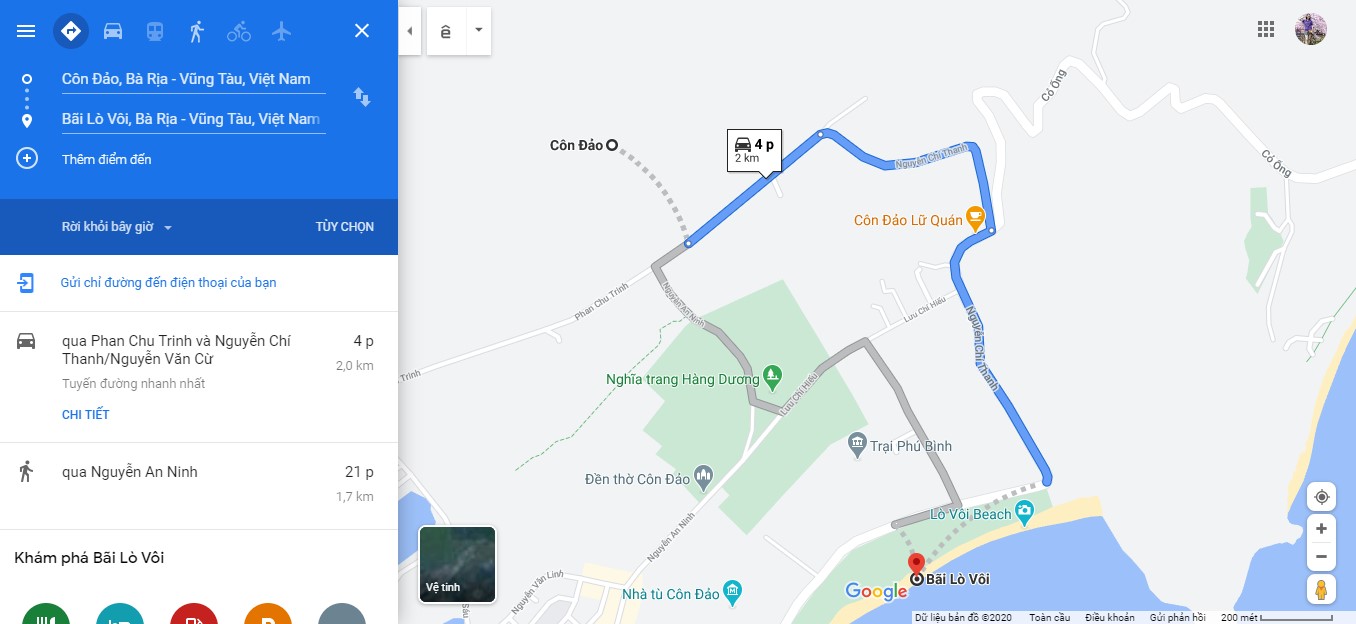 Côn Đảo, Bà Rịa - Vũng Tàu, Việt Nam
Bãi Lò Vôi, Bà Rịa - Vũng Tàu, Việt Nam
Thêm điểm đến
Rời khỏi bây giờ
TÙY CHỌN
Gửi chỉ đường đến điện thoại của bạn
qua Phan Chu Trinh và Nguyễn Chí
Thanh/Nguyễn Văn Cừ
4 p
2,0 km
Tuyến đường nhanh nhất
CHI TIẾT
qua Nguyễn An Ninh
21 p
1,7 km
Khám phá Bãi Lò Vôi
ê
Côn Đảo
4 p
2 km
Nguyễn Chí Thanh
Cỏ Ống
Cỏ Ống
Côn Đảo Lữ Quán
Phan Chu Trinh
Nguyễn An Ninh
Lưu Chí Hiếu
Nguyễn Chí Thanh
Trinh
Nghĩa trang Hàng Dương
Lưu Chí Hiếu
Trại Phú Bình
Đền thờ Côn Đảo
Lò Vôi Beach
Nguyễn An Ninh
Nguyễn Văn Linh
Bãi Lò Vôi
Nhà tù Côn Đảo
Vệ tinh
Google
Dữ liệu bản đồ ©2020
Toàn cầu
Điều khoản
Gửi phản hồi
200 mét